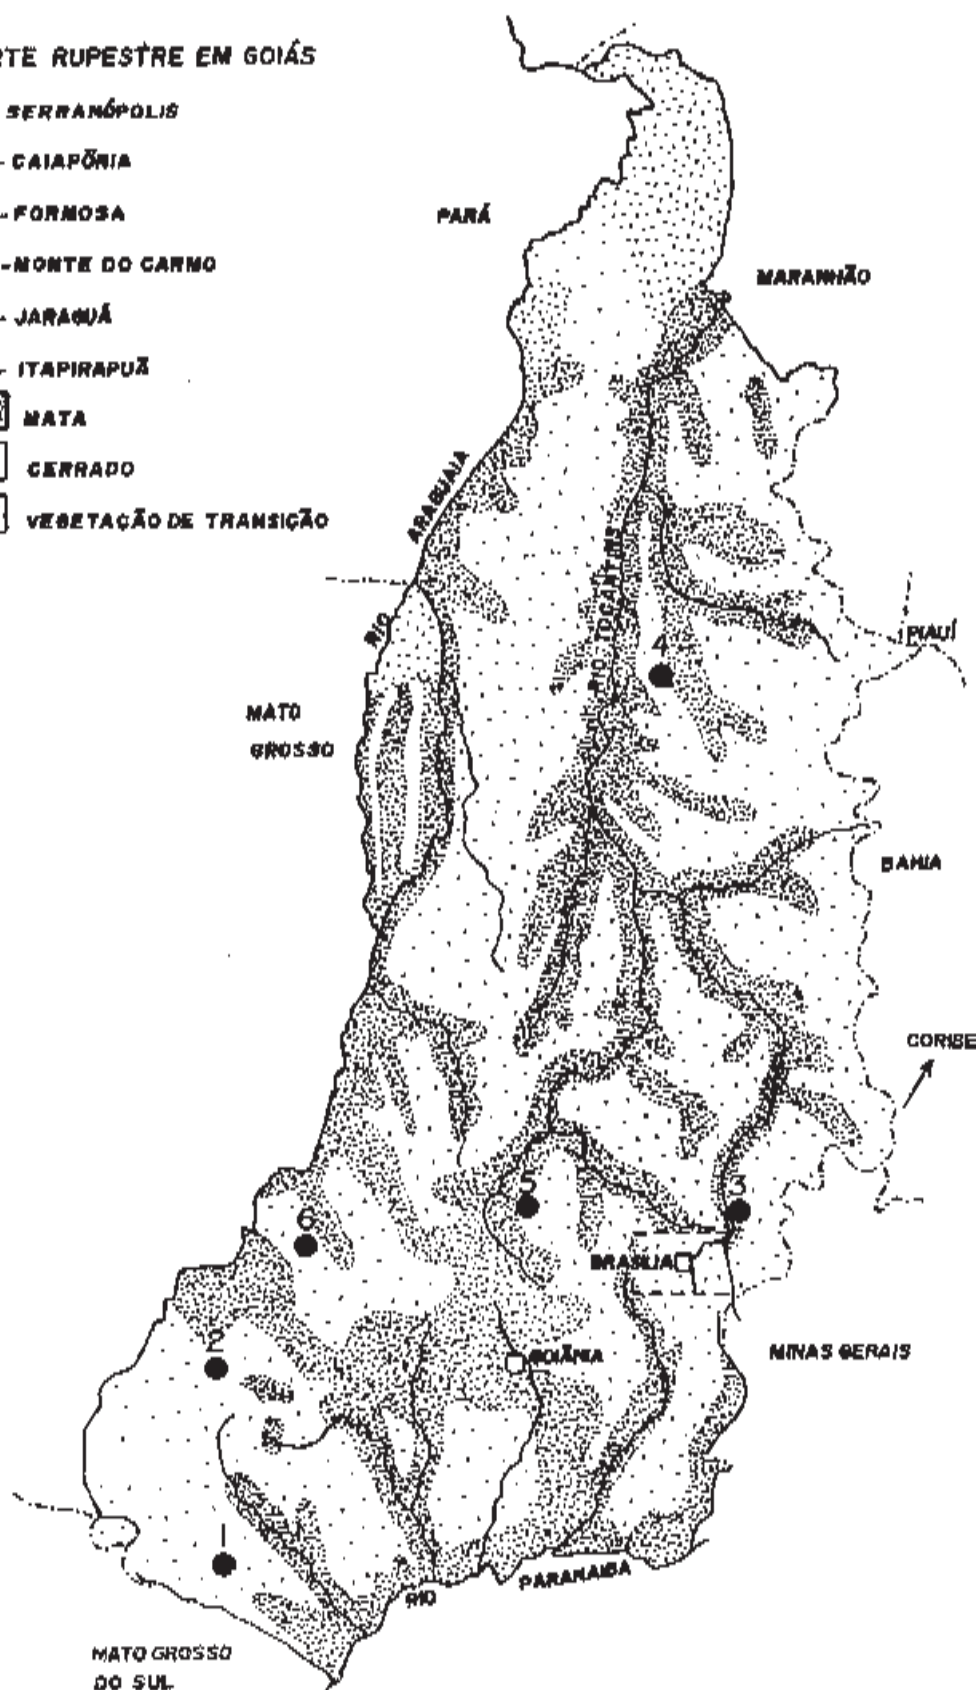 RTE RUPESTRE EM GOIÁS
SERRANÓPOLIS
- CAIAPÔNIA
- FORMOSA
- MONTE DO CARMO
- JARAGUÁ
- ITAPIRAPUÃ
MATA
CERRADO
VEGETAÇÃO DE TRANSIÇÃO
PARÁ
MARANHÃO
ARAGUAIA
RIO
RIO TOCANTINS
PIAUÍ
4
MATO
GROSSO
BAHIA
CORIBE
5
3
6
BRASÍLIA
2
GOIÂNIA
MINAS GERAIS
1
RIO
PARANAIBA
MATO GROSSO
DO SUL